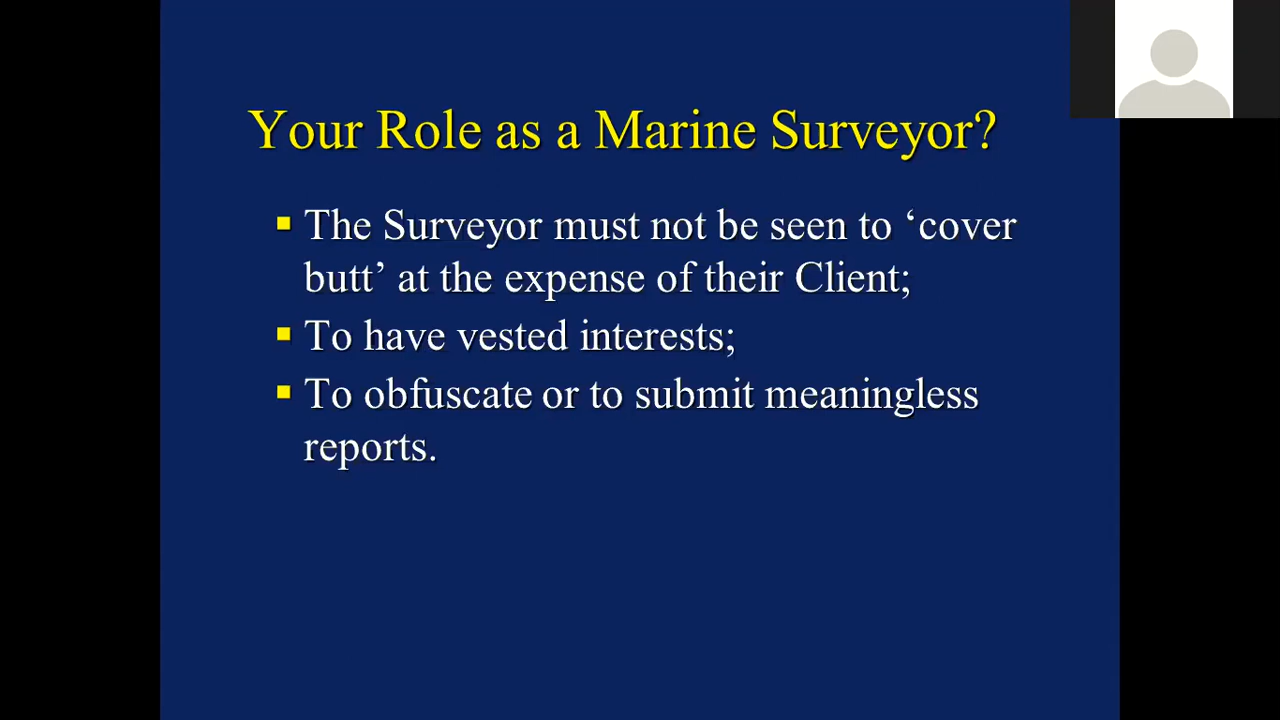 Your Role as a Marine Surveyor?
The Surveyor must not be seen to ‘cover
butt’ at the expense of their Client;
To have vested interests;
To obfuscate or to submit meaningless
reports.